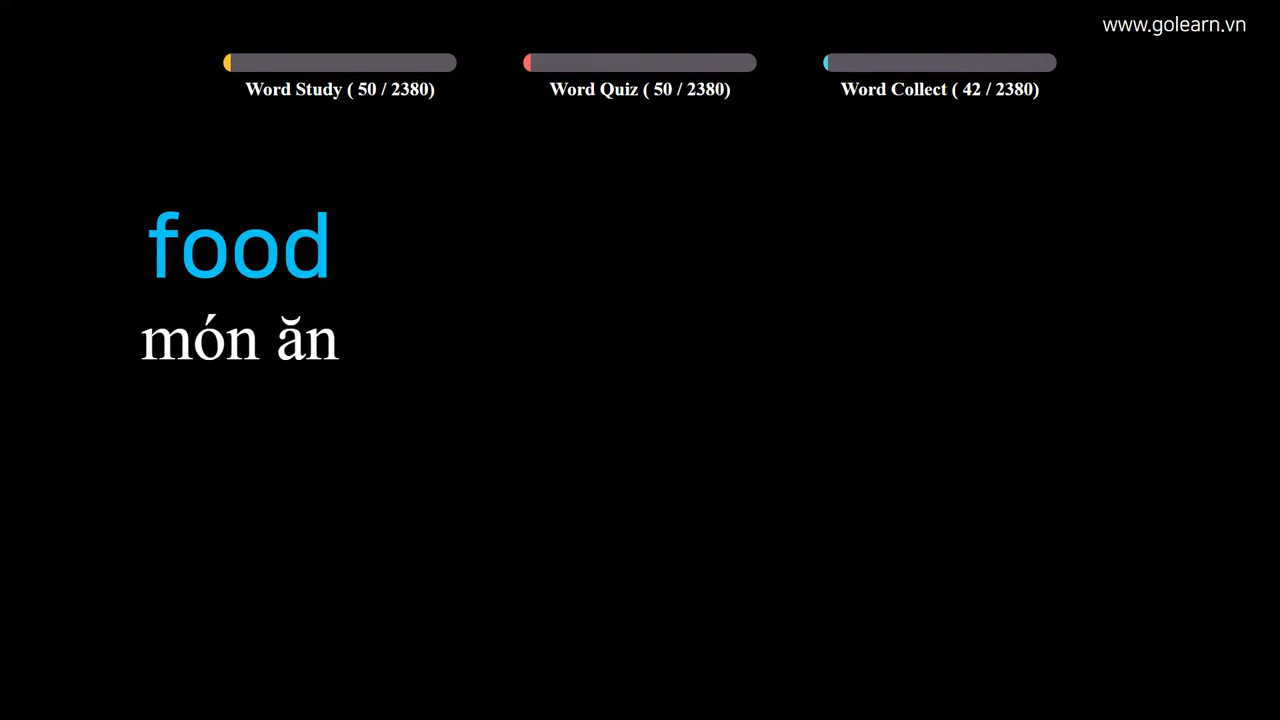 www.golearn.vn
Word Study ( 50 / 2380)
Word Quiz ( 50 / 2380)
Word Collect ( 42 / 2380)
food
món ăn